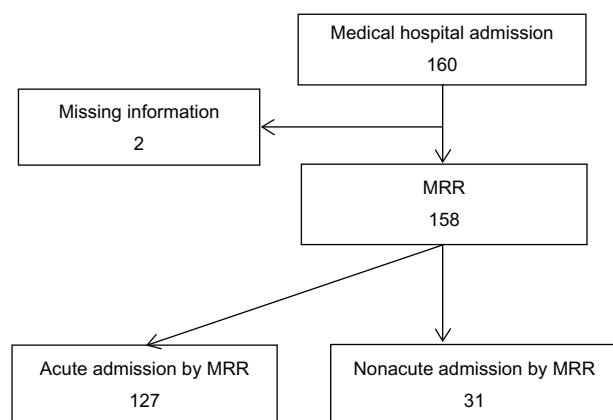 Medical hospital admission
160
Missing information
2
MRR
158
Acute admission by MRR
127
Nonacute admission by MRR
31